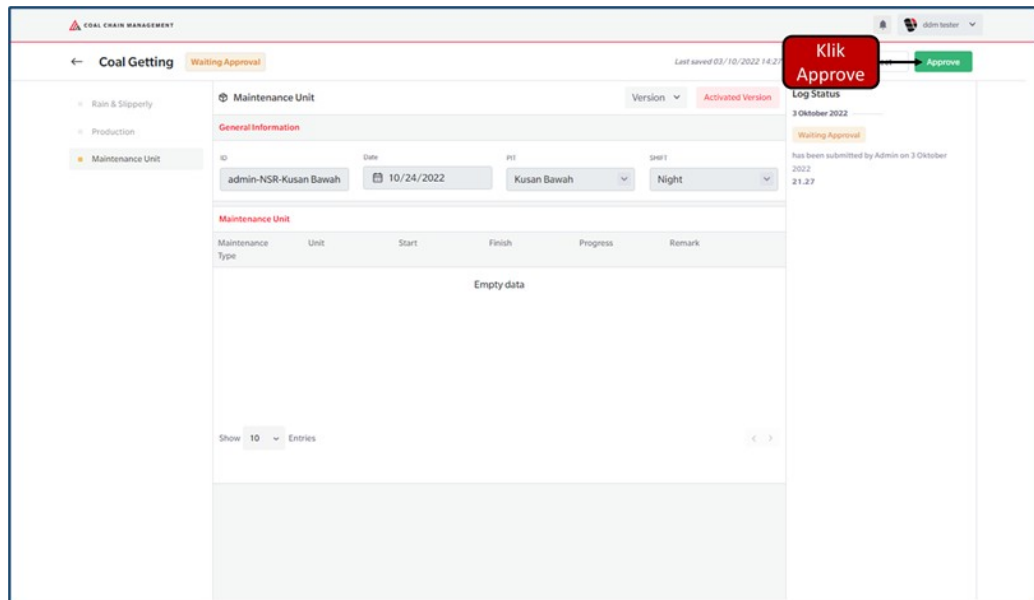 COAL CHAIN MANAGEMENT
ddm tester
Coal Getting
Waiting Approval
Last saved 03/10/2022 14:27
Klik
Approve
Approve
Rain & Slipperly
Production
Maintenance Unit
Maintenance Unit
Version
Activated Version
General Information
ID
Date
PIT
SHIFT
admin-NSR-Kusan Bawah
10/24/2022
Kusan Bawah
Night
Maintenance Unit
Maintenance
Type
Unit
Start
Finish
Progress
Remark
Empty data
Show 10 Entries
Log Status
3 Oktober 2022
Waiting Approval
has been submitted by Admin on 3 Oktober
2022
21.27